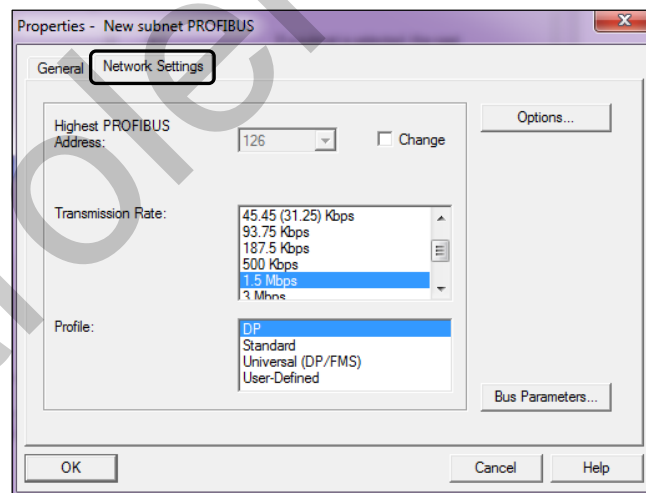 Properties - New subnet PROFIBUS
General
Network Settings
Highest PROFIBUS
Address:
126
Change
Options...
Transmission Rate:
45.45 (31.25) Kbps
93.75 Kbps
187.5 Kbps
500 Kbps
1.5 Mbps
3 Mbps
Profile:
DP
Standard
Universal (DP/FMS)
User-Defined
Bus Parameters...
OK
Cancel
Help